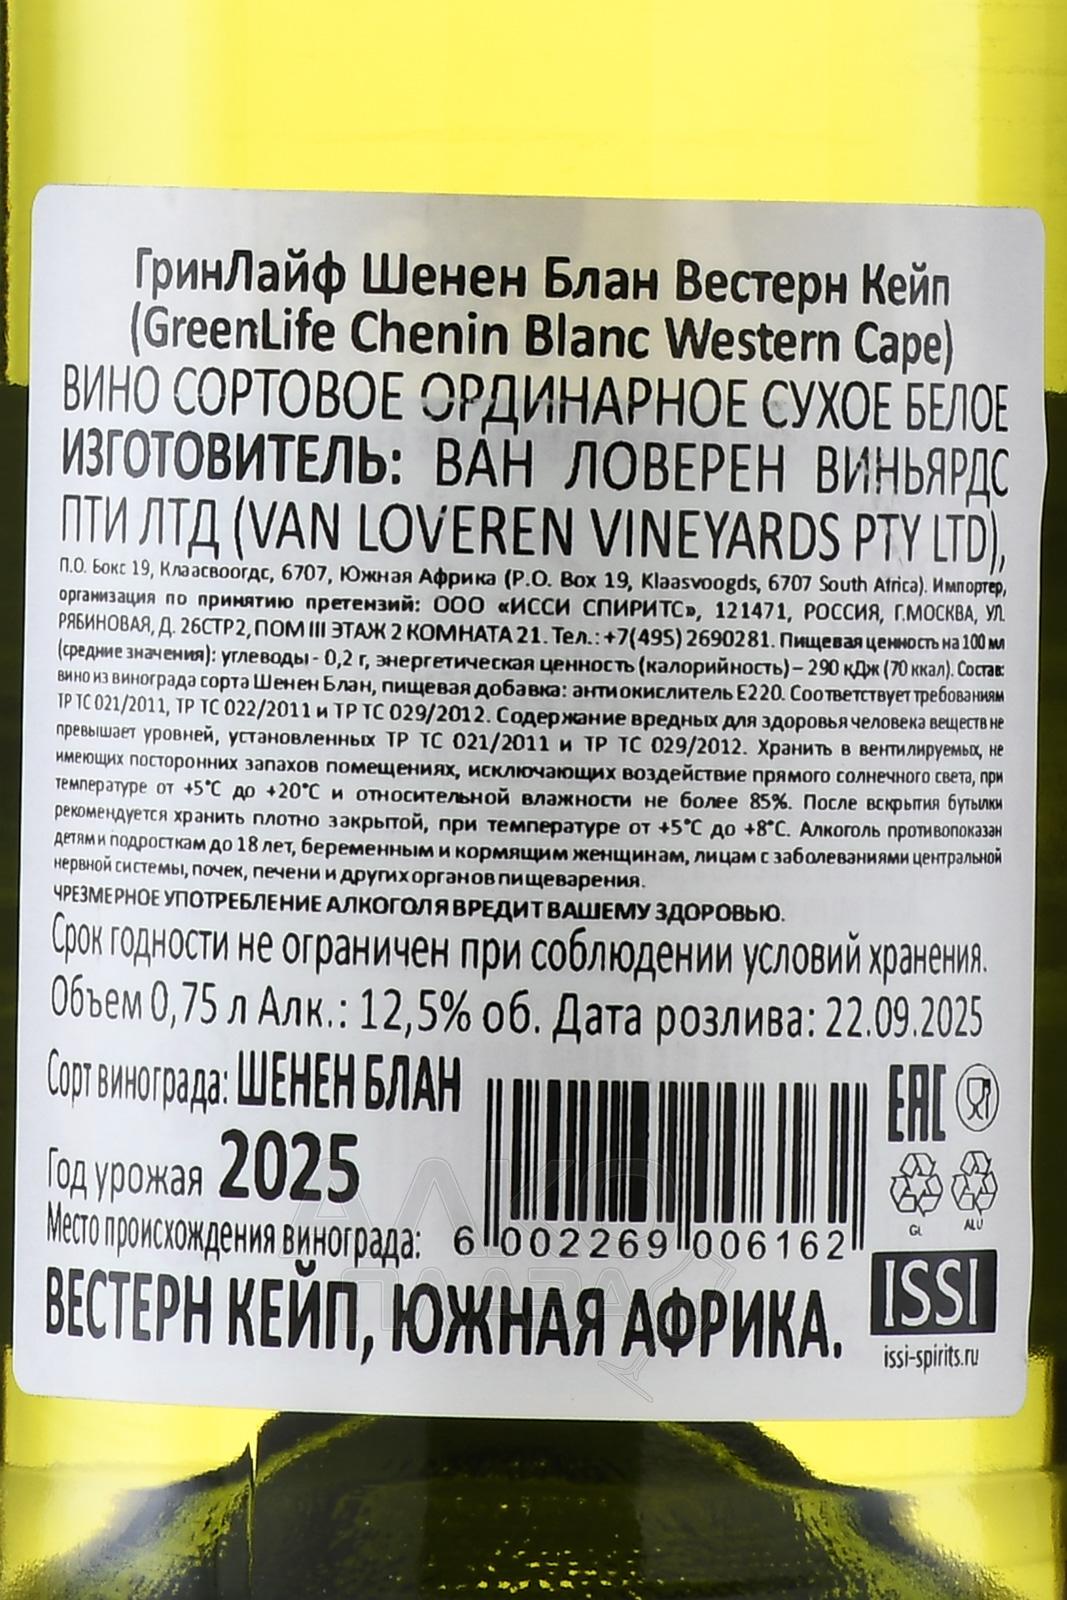 ГринЛайф Шенен Блан Вестерн Кейп
(GreenLife Chenin Blanc Western Cape)
ВИНО СОРТОВОЕ ОРДИНАРНОЕ СУХОЕ БЕЛОЕ
ИЗГОТОВИТЕЛЬ: ВАН ЛОВЕРЕН ВИНЬЯРДС
ПТИ ЛТД (VAN LOVEREN VINEYARDS PTY LTD),
П.О. Бокс 19, Клаасвоогдс, 6707, Южная Африка (P.O. Box 19, Klaasvoogds, 6707 South Africa). Импортер,
организация по принятию претензий: ООО «ИССИ СПИРИТС», 121471, РОССИЯ, Г.МОСКВА, УЛ.
РЯБИНОВАЯ, Д. 26СТР2, ПОМ III ЭТАЖ 2 КОМНАТА 21. Тел.: +7(495) 2690281. Пищевая ценность на 100 мл
(средние значения): углеводы - 0,2 г, энергетическая ценность (калорийность) – 290 кДж (70 ккал). Состав:
вино из винограда сорта Шенен Блан, пищевая добавка: антиокислитель Е220. Соответствует требованиям
ТР ТС 021/2011, ТР ТС 022/2011 и ТР ТС 029/2012. Содержание вредных для здоровья человека веществ не
превышает уровней, установленных ТР ТС 021/2011 и ТР ТС 029/2012. Хранить в вентилируемых, не
имеющих посторонних запахов помещениях, исключающих воздействие прямого солнечного света, при
температуре от +5°С до +20°С и относительной влажности не более 85%. После вскрытия бутылки
рекомендуется хранить плотно закрытой, при температуре от +5°С до +8°С. Алкоголь противопоказан
детям и подросткам до 18 лет, беременным и кормящим женщинам, лицам с заболеваниями центральной
нервной системы, почек, печени и других органов пищеварения.
ЧРЕЗМЕРНОЕ УПОТРЕБЛЕНИЕ АЛКОГОЛЯ ВРЕДИТ ВАШЕМУ ЗДОРОВЬЮ.
Срок годности не ограничен при соблюдении условий хранения.
Объем 0,75 л Алк.: 12,5% об. Дата розлива: 22.09.2025
Сорт винограда: ШЕНЕН БЛАН
Год урожая 2025
Место происхождения винограда:
ВЕСТЕРН КЕЙП, ЮЖНАЯ АФРИКА.
6 002269 006162
EAC
GL
ALU
ISSI
issi-spirits.ru
АЛКО
ПЛАЗА